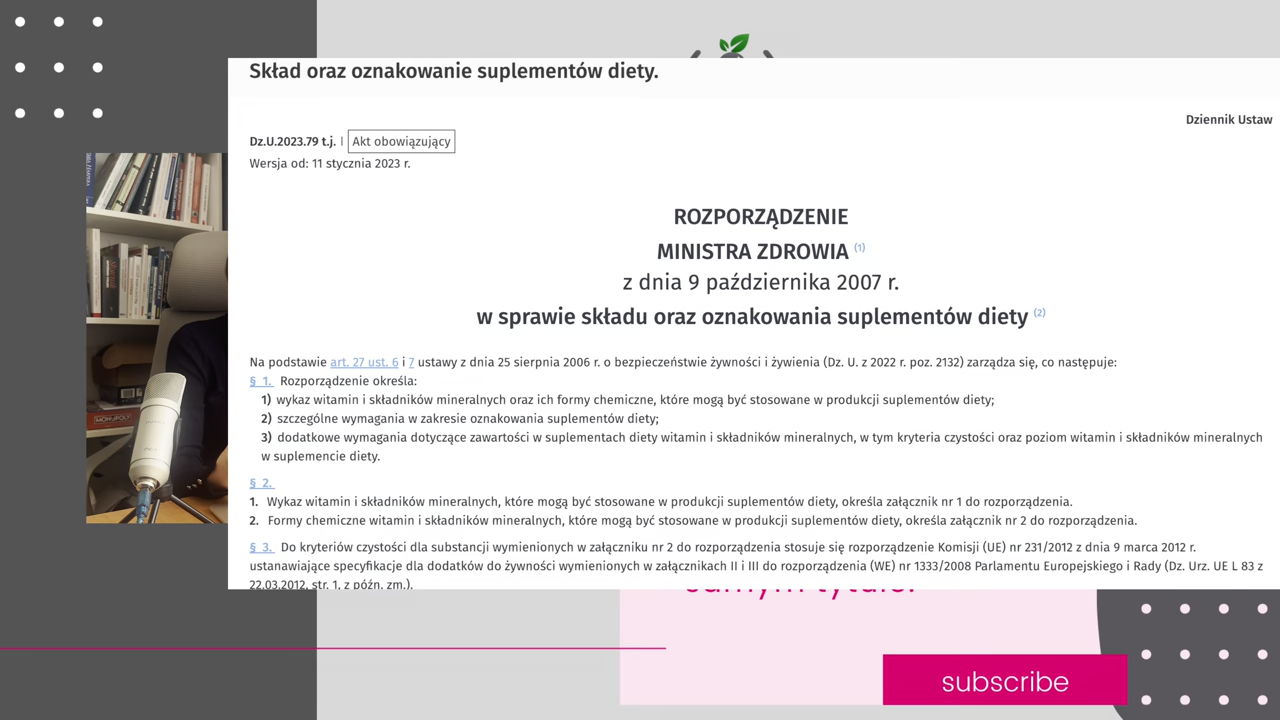 Skład oraz oznakowanie suplementów diety.
Dziennik Ustaw
Dz.U.2023.79 t.j. | Akt obowiązujący
Wersja od: 11 stycznia 2023 r.
ROZPORZĄDZENIE
MINISTRA ZDROWIA (1)
z dnia 9 października 2007 r.
w sprawie składu oraz oznakowania suplementów diety (2)
Na podstawie art. 27 ust. 6 i 7 ustawy z dnia 25 sierpnia 2006 r. o bezpieczeństwie żywności i żywienia (Dz. U. z 2022 r. poz. 2132) zarządza się, co następuje:
§ 1. Rozporządzenie określa:
1) wykaz witamin i składników mineralnych oraz ich formy chemiczne, które mogą być stosowane w produkcji suplementów diety;
2) szczególne wymagania w zakresie oznakowania suplementów diety;
3) dodatkowe wymagania dotyczące zawartości w suplementach diety witamin i składników mineralnych, w tym kryteria czystości oraz poziom witamin i składników mineralnych
w suplemencie diety.
§ 2.
1. Wykaz witamin i składników mineralnych, które mogą być stosowane w produkcji suplementów diety, określa załącznik nr 1 do rozporządzenia.
2. Formy chemiczne witamin i składników mineralnych, które mogą być stosowane w produkcji suplementów diety, określa załącznik nr 2 do rozporządzenia.
§ 3. Do kryteriów czystości dla substancji wymienionych w załączniku nr 2 do rozporządzenia stosuje się rozporządzenie Komisji (UE) nr 231/2012 z dnia 9 marca 2012 r.
ustanawiające specyfikacje dla dodatków do żywności wymienionych w załącznikach II i III do rozporządzenia (WE) nr 1333/2008 Parlamentu Europejskiego i Rady (Dz. Urz. UE L 83 z
22.03.2012, str. 1, z późn. zm.).
MONOPOLY
subscribe